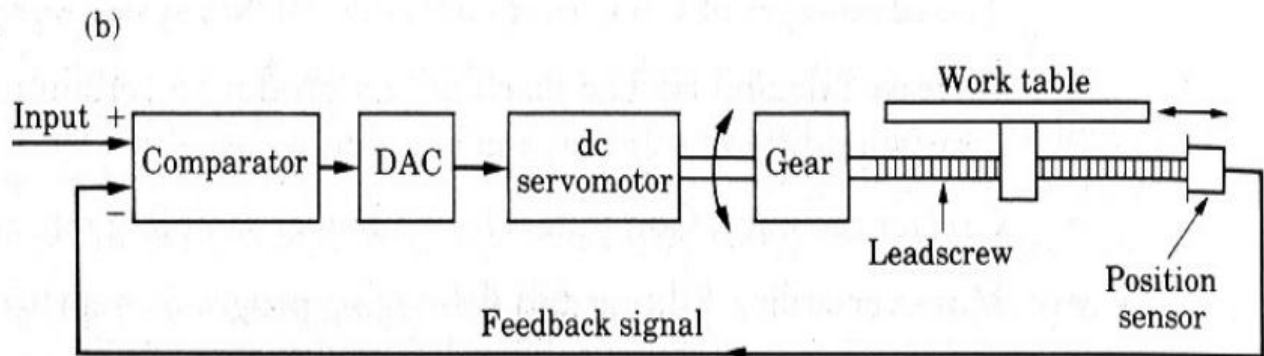 (b)
Work table
Input +
Comparator
DAC
dc
servomotor
Gear
−
Leadscrew
Position
sensor
Feedback signal